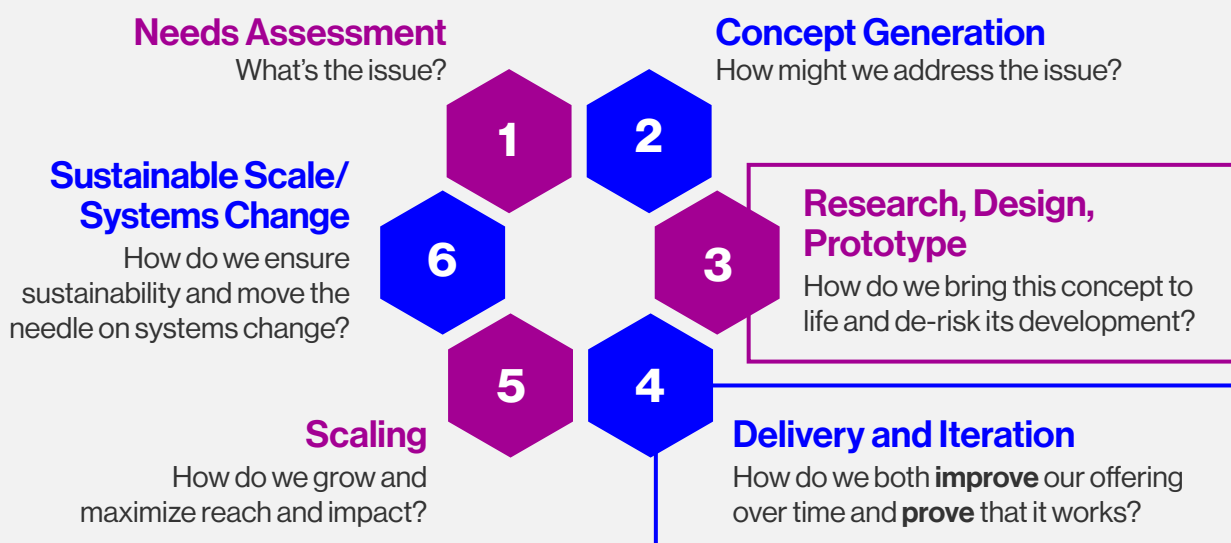 Needs Assessment
What's the issue?
1
2
Concept Generation
How might we address the issue?
3
Research, Design,
Prototype
How do we bring this concept to
life and de-risk its development?
4
Delivery and Iteration
How do we both improve our offering
over time and prove that it works?
5
Scaling
How do we grow and
maximize reach and impact?
6
Sustainable Scale/
Systems Change
How do we ensure
sustainability and move the
needle on systems change?